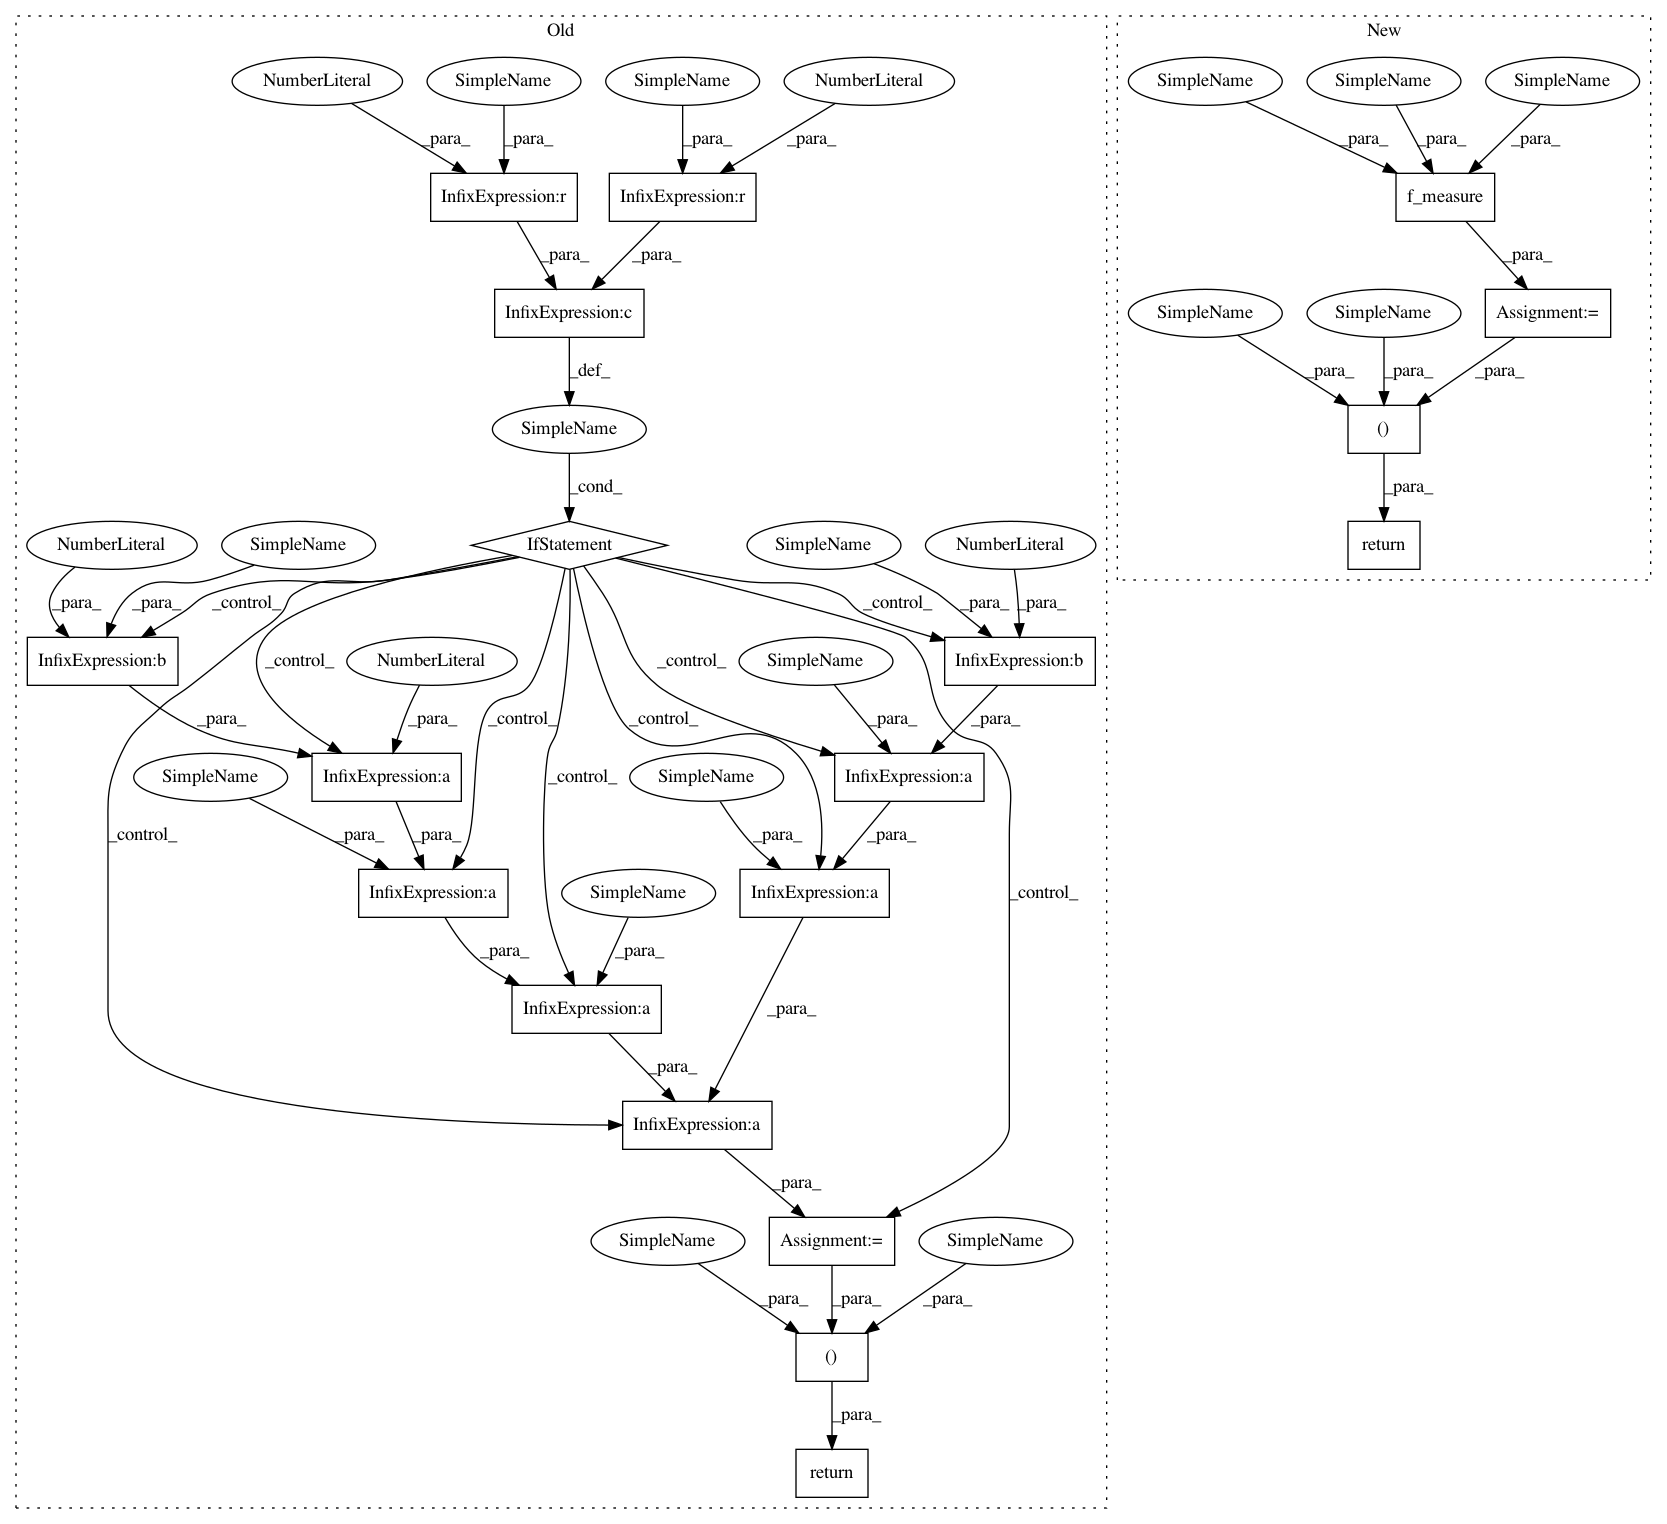 Old
New
NumberLiteral
SimpleName
SimpleName
NumberLiteral
SimpleName
SimpleName
SimpleName
_para_
_para_
_para_
_para_
_para_
_para_
_para_
InfixExpression:r
InfixExpression:r
f_measure
_para_
_para_
_para_
InfixExpression:c
SimpleName
SimpleName
Assignment:=
_def_
_para_
_para_
_para_
SimpleName
()
_cond_
_para_
NumberLiteral
SimpleName
IfStatement
SimpleName
NumberLiteral
return
_para_
_para_
_control_
_control_
_para_
_para_
InfixExpression:b
_control_
NumberLiteral
_control_
SimpleName
InfixExpression:b
_para_
_para_
_control_
_control_
_para_
_para_
SimpleName
InfixExpression:a
_control_
SimpleName
InfixExpression:a
_control_
_para_
_para_
_para_
_para_
InfixExpression:a
SimpleName
InfixExpression:a
_control_
_para_
_para_
InfixExpression:a
_para_
_para_
InfixExpression:a
_para_
SimpleName
Assignment:=
SimpleName
_para_
_para_
_para_
()
_para_
return